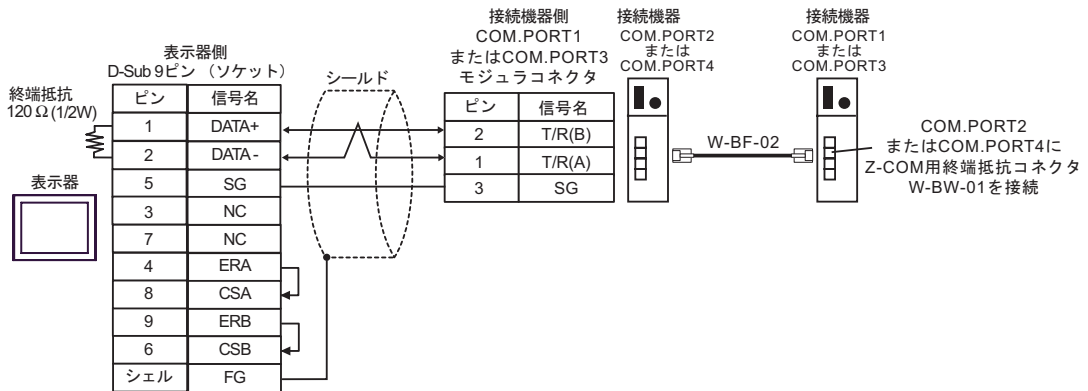 表示器側
D-Sub 9ピン （ソケット）
終端抵抗
120 Ω (1/2W)
表示器
ピン 信号名
1 DATA+
2 DATA-
5 SG
3 NC
7 NC
4 ERA
8 CSA
9 ERB
6 CSB
シェル FG
シールド
接続機器側
COM.PORT1
またはCOM.PORT3
モジュラコネクタ
ピン 信号名
2 T/R(B)
1 T/R(A)
3 SG
接続機器
COM.PORT2
または
COM.PORT4
W-BF-02
接続機器
COM.PORT1
または
COM.PORT3
COM.PORT2
またはCOM.PORT4に
Z-COM用終端抵抗コネクタ
W-BW-01を接続